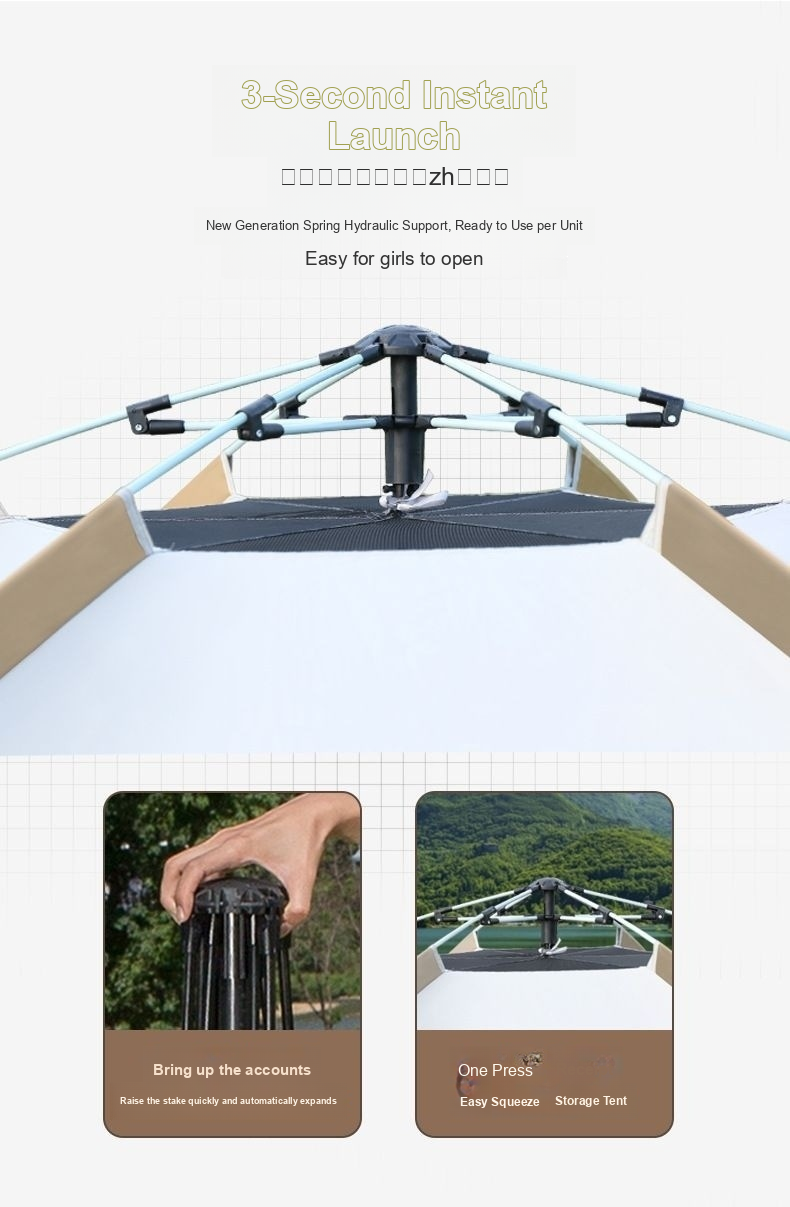 3-Second Instant
Launch
□□□□□□□□zh□□□
New Generation Spring Hydraulic Support, Ready to Use per Unit
Easy for girls to open
Bring up the accounts
Raise the stake quickly and automatically expands
One Press
Easy Squeeze Storage Tent